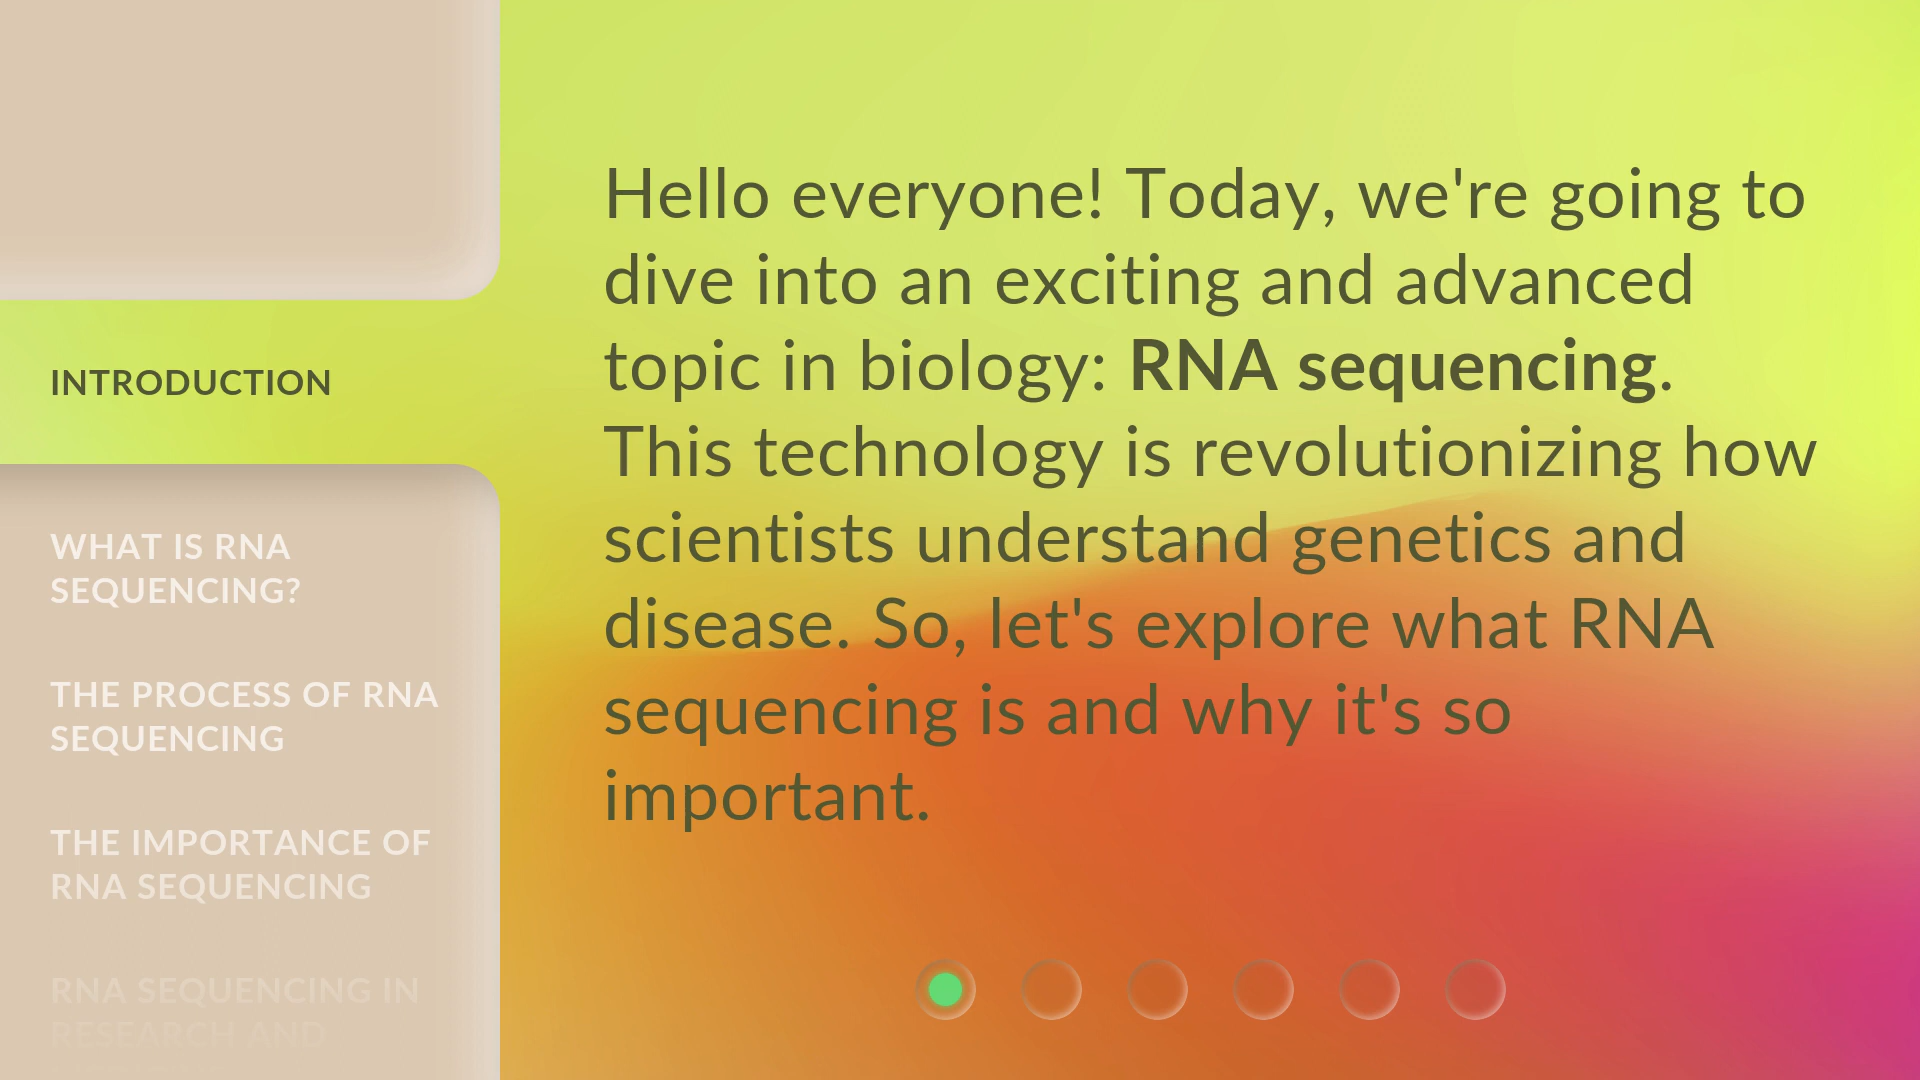 INTRODUCTION
WHAT IS RNA
SEQUENCING?
THE PROCESS OF RNA
SEQUENCING
THE IMPORTANCE OF
RNA SEQUENCING
RNA SEQUENCING IN
RESEARCH AND
Hello everyone! Today, we're going to
dive into an exciting and advanced
topic in biology: RNA sequencing.
This technology is revolutionizing how
scientists understand genetics and
disease. So, let's explore what RNA
sequencing is and why it's so
important.